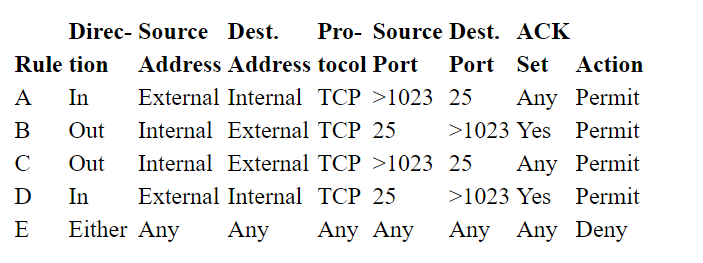 Direc- Source Dest. Pro- Source Dest. ACK
Rule tion Address Address tocol Port Port Set Action
A In External Internal TCP >1023 25 Any Permit
B Out Internal External TCP 25 >1023 Yes Permit
C Out Internal External TCP >1023 25 Any Permit
D In External Internal TCP 25 >1023 Yes Permit
E Either Any Any Any Any Any Any Deny